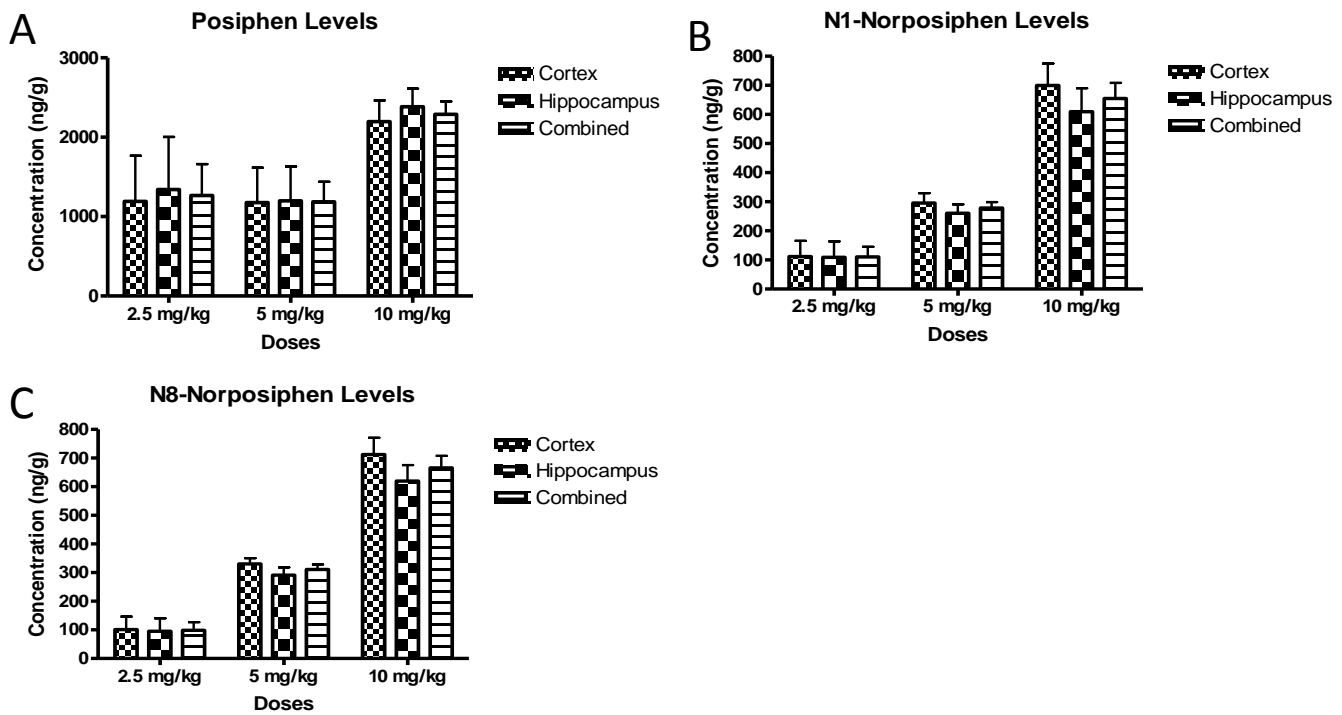 A
Posiphen Levels
Concentration (ng/g)
3000
2000
1000
0
2.5 mg/kg 5 mg/kg 10 mg/kg
Doses
Cortex
Hippocampus
Combined
B
N1-Norposiphen Levels
Concentration (ng/g)
800
700
600
500
400
300
200
100
0
2.5 mg/kg 5 mg/kg 10 mg/kg
Doses
Cortex
Hippocampus
Combined
C
N8-Norposiphen Levels
Concentration (ng/g)
800
700
600
500
400
300
200
100
0
2.5 mg/kg 5 mg/kg 10 mg/kg
Doses
Cortex
Hippocampus
Combined